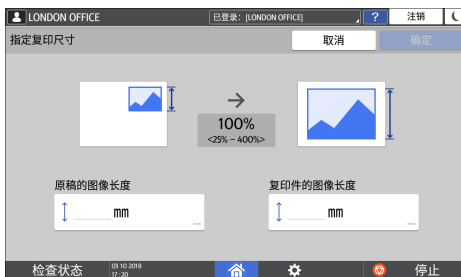 LONDON OFFICE
已登录: [LONDON OFFICE]
?
注销
指定复印尺寸
取消
确定
100%
<25% – 400%>
原稿的图像长度
复印件的图像长度
mm
...
mm
...
检查状态
03 10 2018
17 : 20
停止